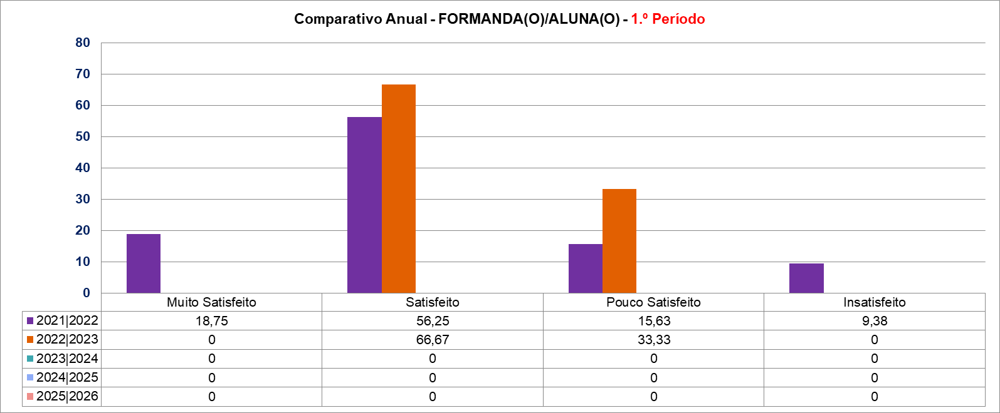 Comparativo Anual - FORMANDA(O)/ALUNA(O) - 1.º Período
80
70
60
50
40
30
20
10
0
Muito Satisfeito Satisfeito Pouco Satisfeito Insatisfeito
2021|2022 18,75 56,25 15,63 9,38
2022|2023 0 66,67 33,33 0
2023|2024 0 0 0 0
2024|2025 0 0 0 0
2025|2026 0 0 0 0